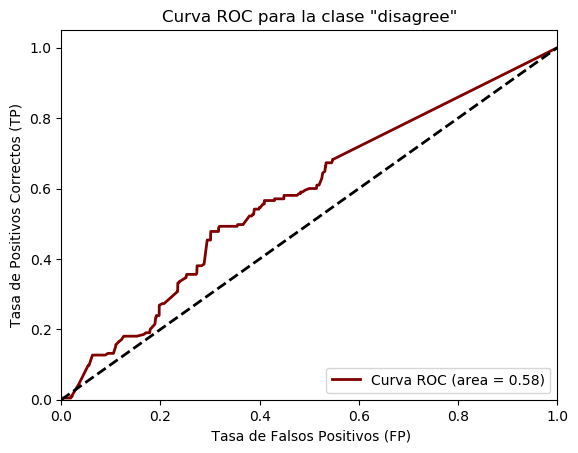 Curva ROC para la clase "disagree"
Tasa de Positivos Correctos (TP)
1.0
0.8
0.6
0.4
0.2
0.0
0.0 0.2 0.4 0.6 0.8 1.0
Curva ROC (area = 0.58)
Tasa de Falsos Positivos (FP)